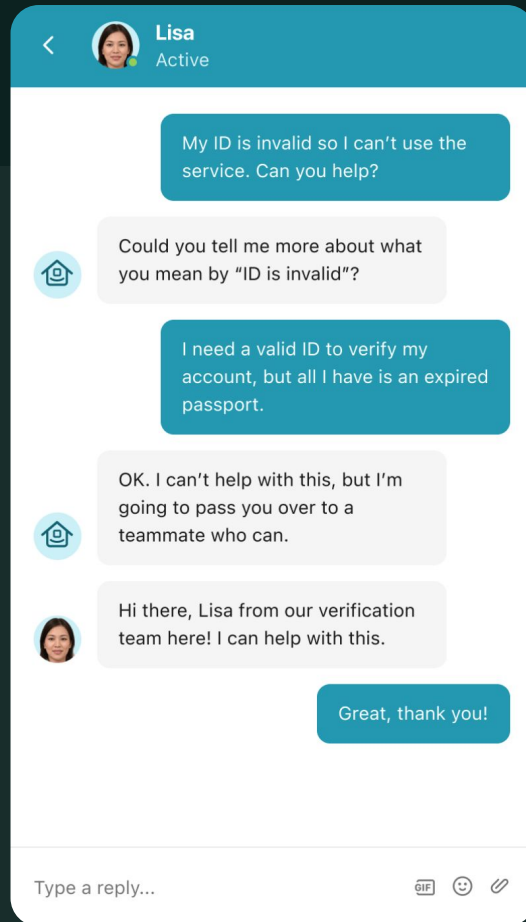 Lisa
Active
My ID is invalid so I can’t use the
service. Can you help?
Could you tell me more about what
you mean by “ID is invalid”?
I need a valid ID to verify my
account, but all I have is an expired
passport.
OK. I can’t help with this, but I’m
going to pass you over to a
teammate who can.
Hi there, Lisa from our verification
team here! I can help with this.
Great, thank you!
Type a reply...
GIF